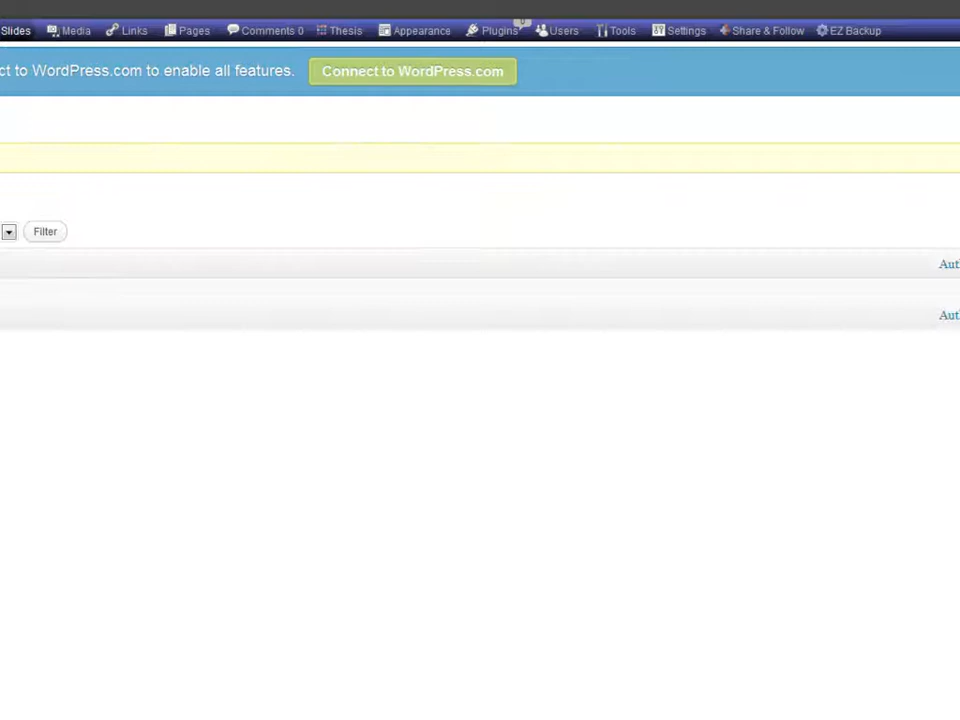 Slides Media Links Pages Comments 0 Thesis Appearance Plugins 0 Users Tools Settings Share & Follow EZ Backup
ct to WordPress.com to enable all features. Connect to WordPress.com
Filter
Aut
Aut